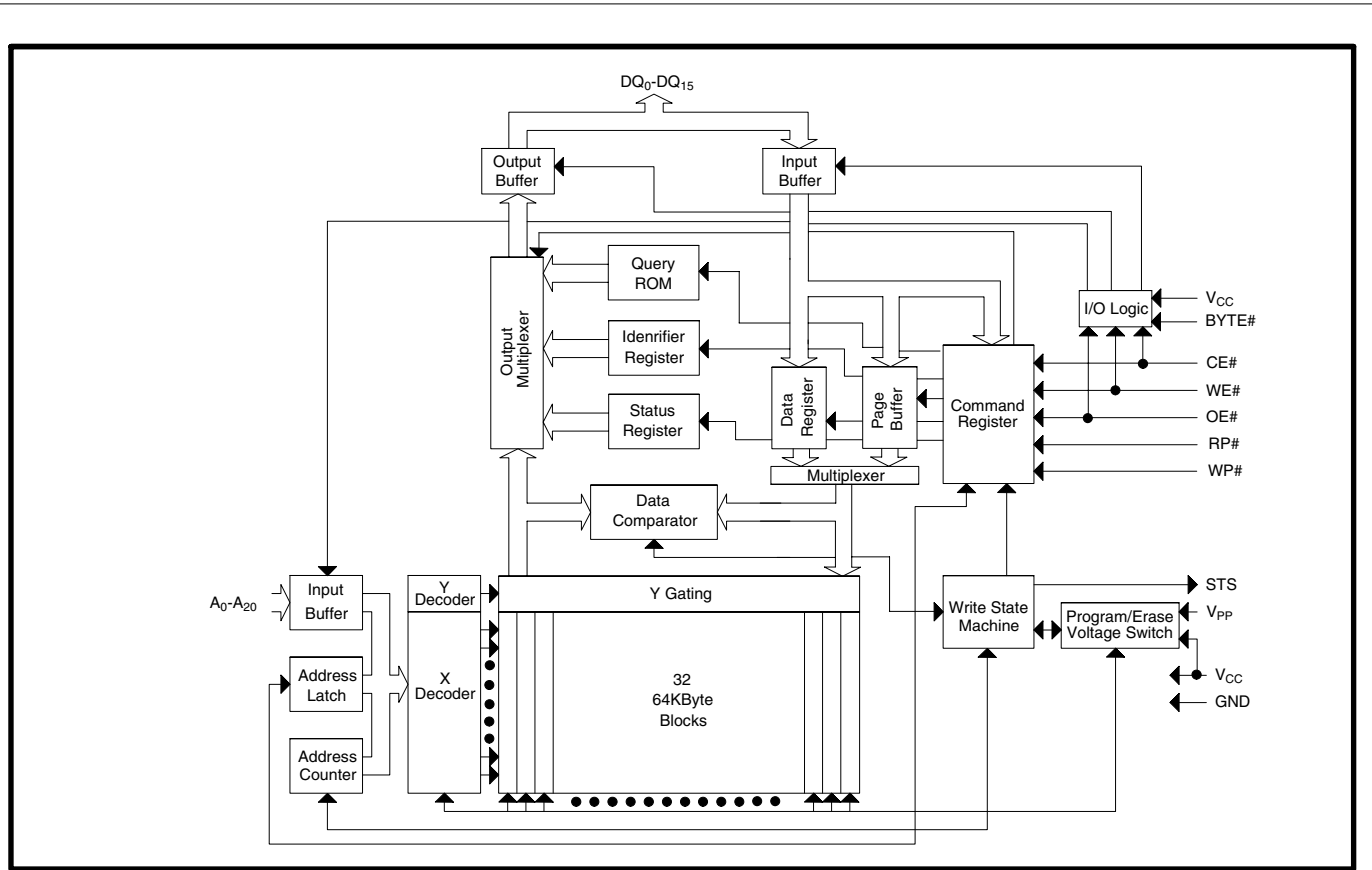 DQ0-DQ15
Output
Buffer
Input
Buffer
Query
ROM
I/O Logic
VCC
BYTE#
Output
Multiplexer
Idenrifier
Register
CE#
WE#
OE#
RP#
WP#
Data
Register
Page
Buffer
Command
Register
Status
Register
Multiplexer
Data
Comparator
A0-A20
Input
Buffer
Y
Decoder
Y Gating
Write State
Machine
STS
Program/Erase
Voltage Switch
VPP
VCC
GND
Address
Latch
X
Decoder
32
64KByte
Blocks
Address
Counter